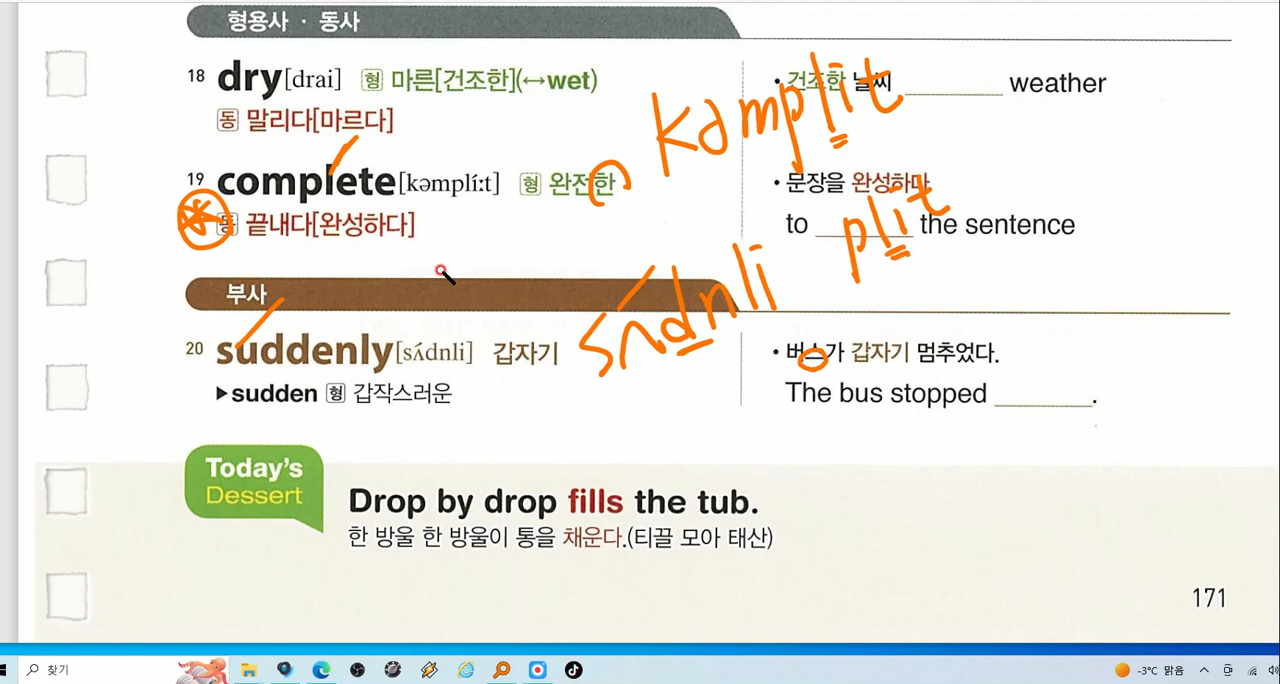 형용사 · 동사
18 dry[drai] 형 마른[건조한](↔wet)
동 말리다[마르다]
• 건조한 날씨 ______ weather
kəmplit
19 complete[kəmplíːt] 형 완전한
동 끝내다[완성하다]
• 문장을 완성하다
to ______ the sentence
plit
부사
sʌ́dnli
20 suddenly[sʌ́dnli] 갑자기
▶sudden 형 갑작스러운
• 버스가 갑자기 멈추었다.
The bus stopped ______.
Today's
Dessert
Drop by drop fills the tub.
한 방울 한 방울이 통을 채운다.(티끌 모아 태산)
171
찾기
-3°C 맑음